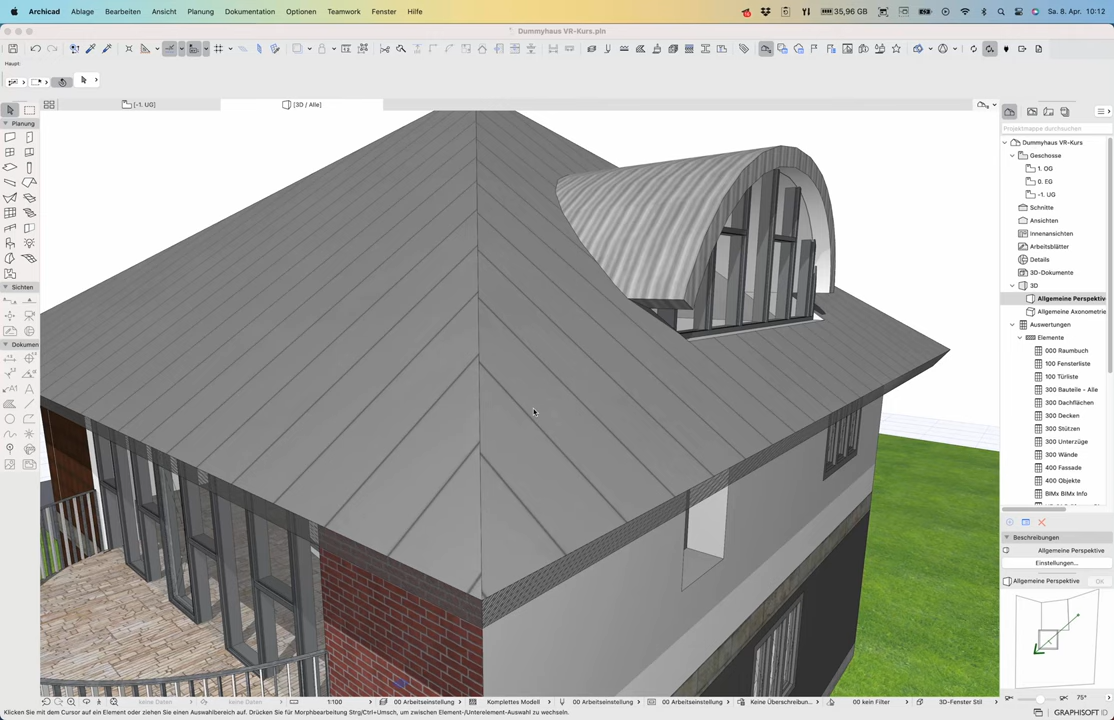 Archicad Ablage Bearbeiten Ansicht Planung Dokumentation Optionen Teamwork Fenster Hilfe
35,96 GB
Sa. 8. Apr. 10:12
Dummyhaus VR-Kurs.pln
Haupt:
[-1. UG]
[3D / Alle]
Planung
Sichten
Dokumen
Projektmappe durchsuchen
Dummyhaus VR-Kurs
Geschosse
1. OG
0. EG
-1. UG
Schnitte
Ansichten
Innenansichten
Arbeitsblätter
Details
3D-Dokumente
3D
Allgemeine Perspektiv
Allgemeine Axonometrie
Auswertungen
Elemente
000 Raumbuch
100 Fensterliste
100 Türliste
300 Bauteile - Alle
300 Dachflächen
300 Decken
300 Stützen
300 Unterzüge
300 Wände
400 Fassade
400 Objekte
BIMx BIMx Info
Beschreibungen
Allgemeine Perspektive
Einstellungen...
Allgemeine Perspektive
OK
75°
keine Daten
keine Daten
1:100
00 Arbeitseinstellung
Komplettes Modell
00 Arbeitseinstellung
00 Arbeitseinstellung
Keine Überschreibun...
00 kein Filter
3D-Fenster Stil
Klicken Sie mit dem Cursor auf ein Element oder ziehen Sie einen Auswahlbereich auf. Drücken Sie für Morphbearbeitung Strg/Ctrl+Umsch, um zwischen Element-/Unterelement-Auswahl zu wechseln.
GRAPHISOFT ID